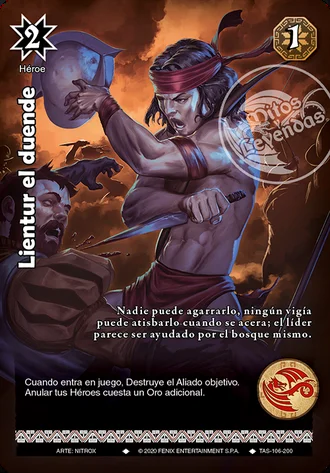 2
1
Héroe
Mitos
y
Leyendas
Lientur el duende
Nadie puede agarrarlo, ningún vigía
puede atisbarlo cuando se acera; el líder
parece ser ayudado por el bosque mismo.
Cuando entra en juego, Destruye el Aliado objetivo.
Anular tus Héroes cuesta un Oro adicional.
ARTE: NITROX
© 2020 FENIX ENTERTAINMENT S.P.A.
TAS-106-200